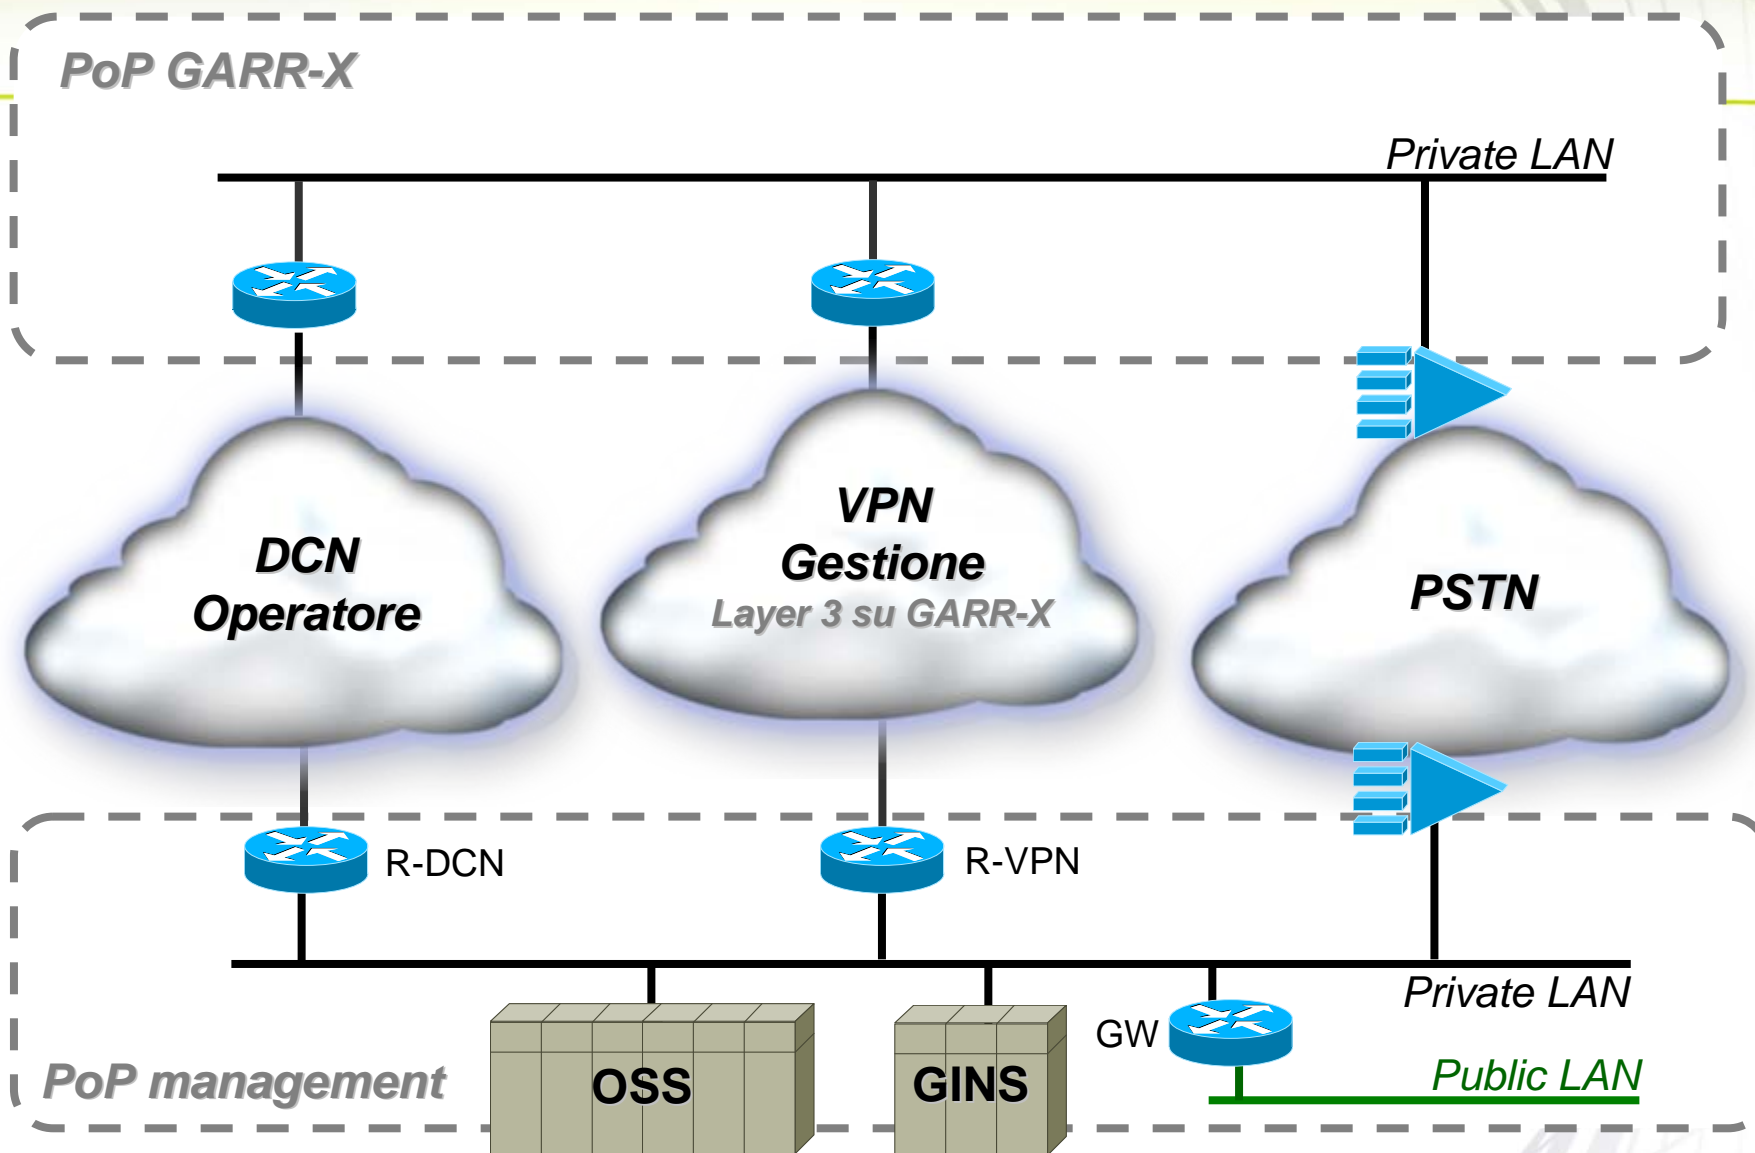 PoP GARR-X
Private LAN
DCN
Operatore
VPN
Gestione
Layer 3 su GARR-X
PSTN
R-DCN
R-VPN
Private LAN
GW
OSS
GINS
Public LAN
PoP management